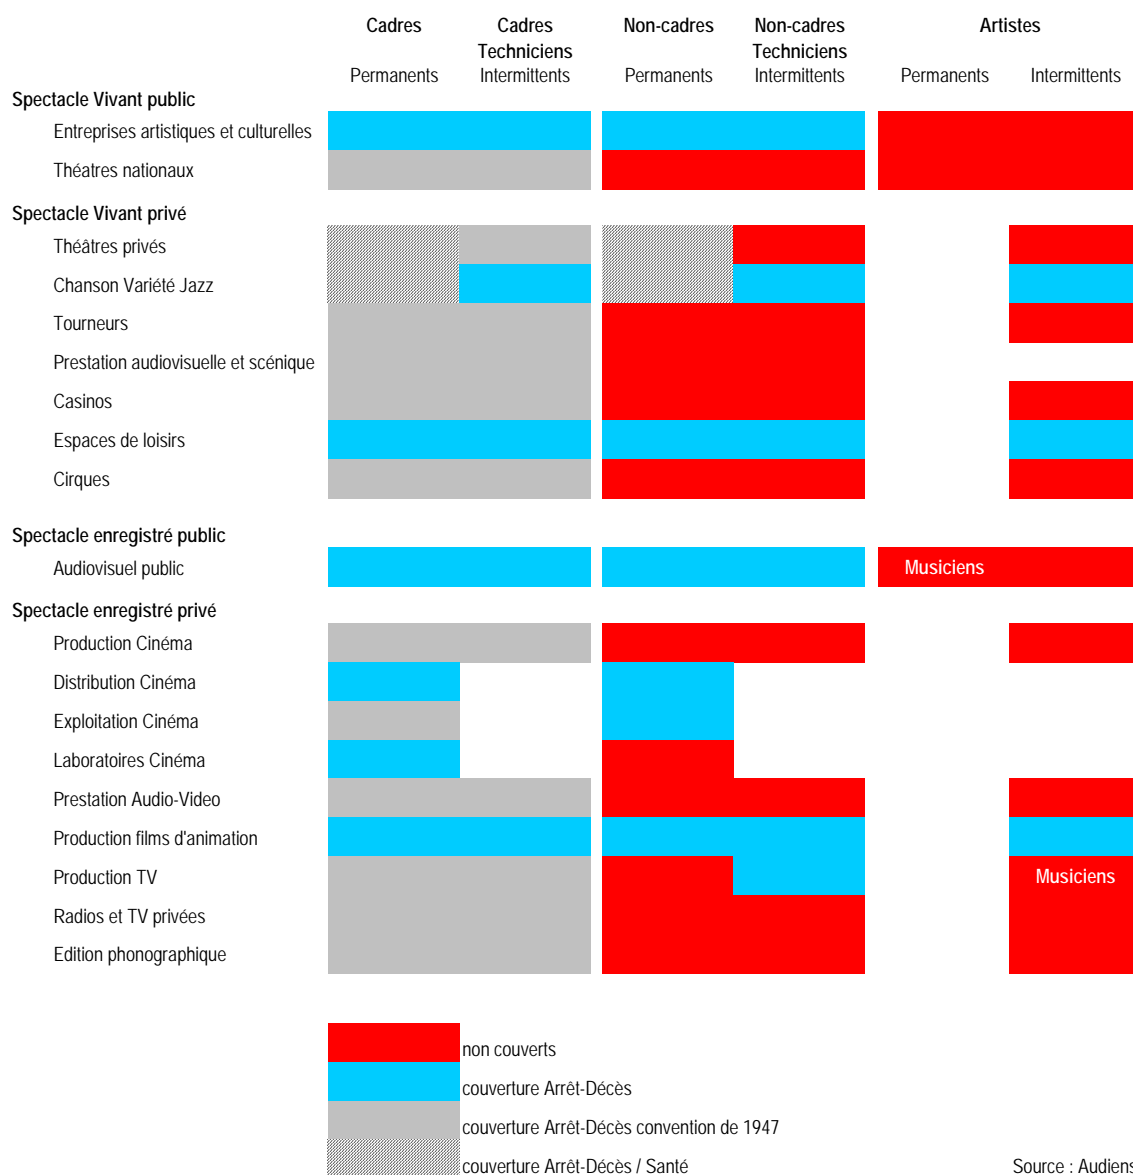 Cadres Cadres Non-cadres Non-cadres Artistes
Techniciens Techniciens
Permanents Intermittents Permanents Intermittents Permanents Intermittents
Spectacle Vivant public
Entreprises artistiques et culturelles
Théatres nationaux
Spectacle Vivant privé
Théâtres privés
Chanson Variété Jazz
Tourneurs
Prestation audiovisuelle et scénique
Casinos
Espaces de loisirs
Cirques
Spectacle enregistré public
Audiovisuel public Musiciens
Spectacle enregistré privé
Production Cinéma
Distribution Cinéma
Exploitation Cinéma
Laboratoires Cinéma
Prestation Audio-Video
Production films d'animation
Production TV Musiciens
Radios et TV privées
Edition phonographique
non couverts
couverture Arrêt-Décès
couverture Arrêt-Décès convention de 1947
couverture Arrêt-Décès / Santé Source : Audiens